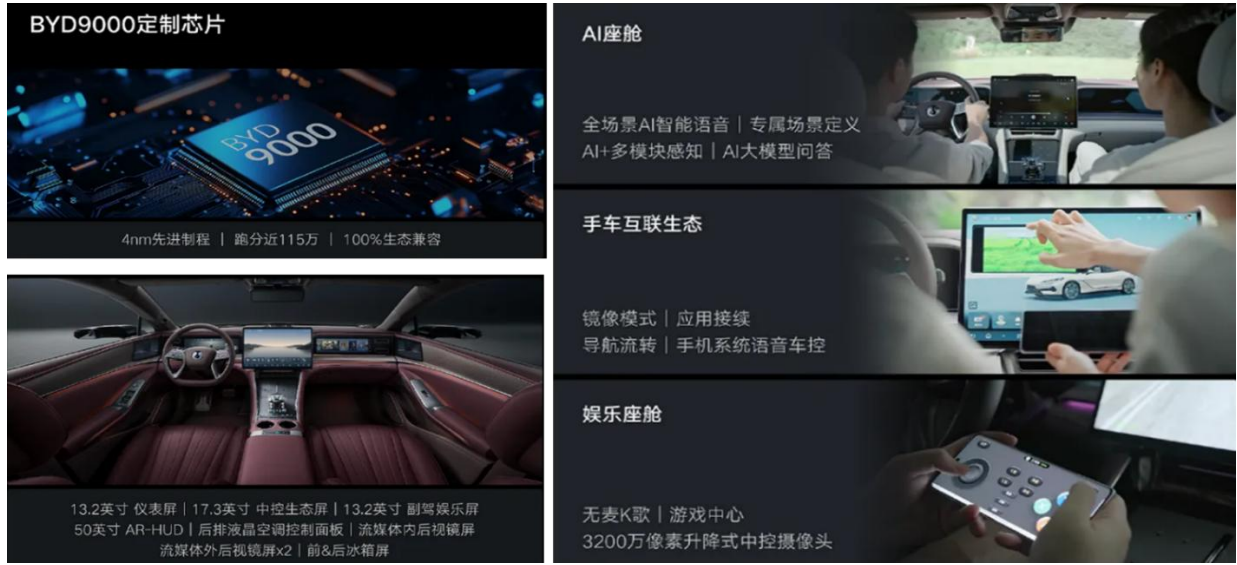 BYD9000定制芯片
BYD
9000
4nm先进制程 | 跑分近115万 | 100%生态兼容
13.2英寸 仪表屏 | 17.3英寸 中控生态屏 | 13.2英寸 副驾娱乐屏
50英寸 AR-HUD | 后排液晶空调控制面板 | 流媒体内后视镜屏
流媒体外后视镜屏x2 | 前&后冰箱屏
AI座舱
全场景AI智能语音 | 专属场景定义
AI+多模块感知 | AI大模型问答
手车互联生态
镜像模式 | 应用接续
导航流转 | 手机系统语音车控
娱乐座舱
无麦K歌 | 游戏中心
3200万像素升降式中控摄像头